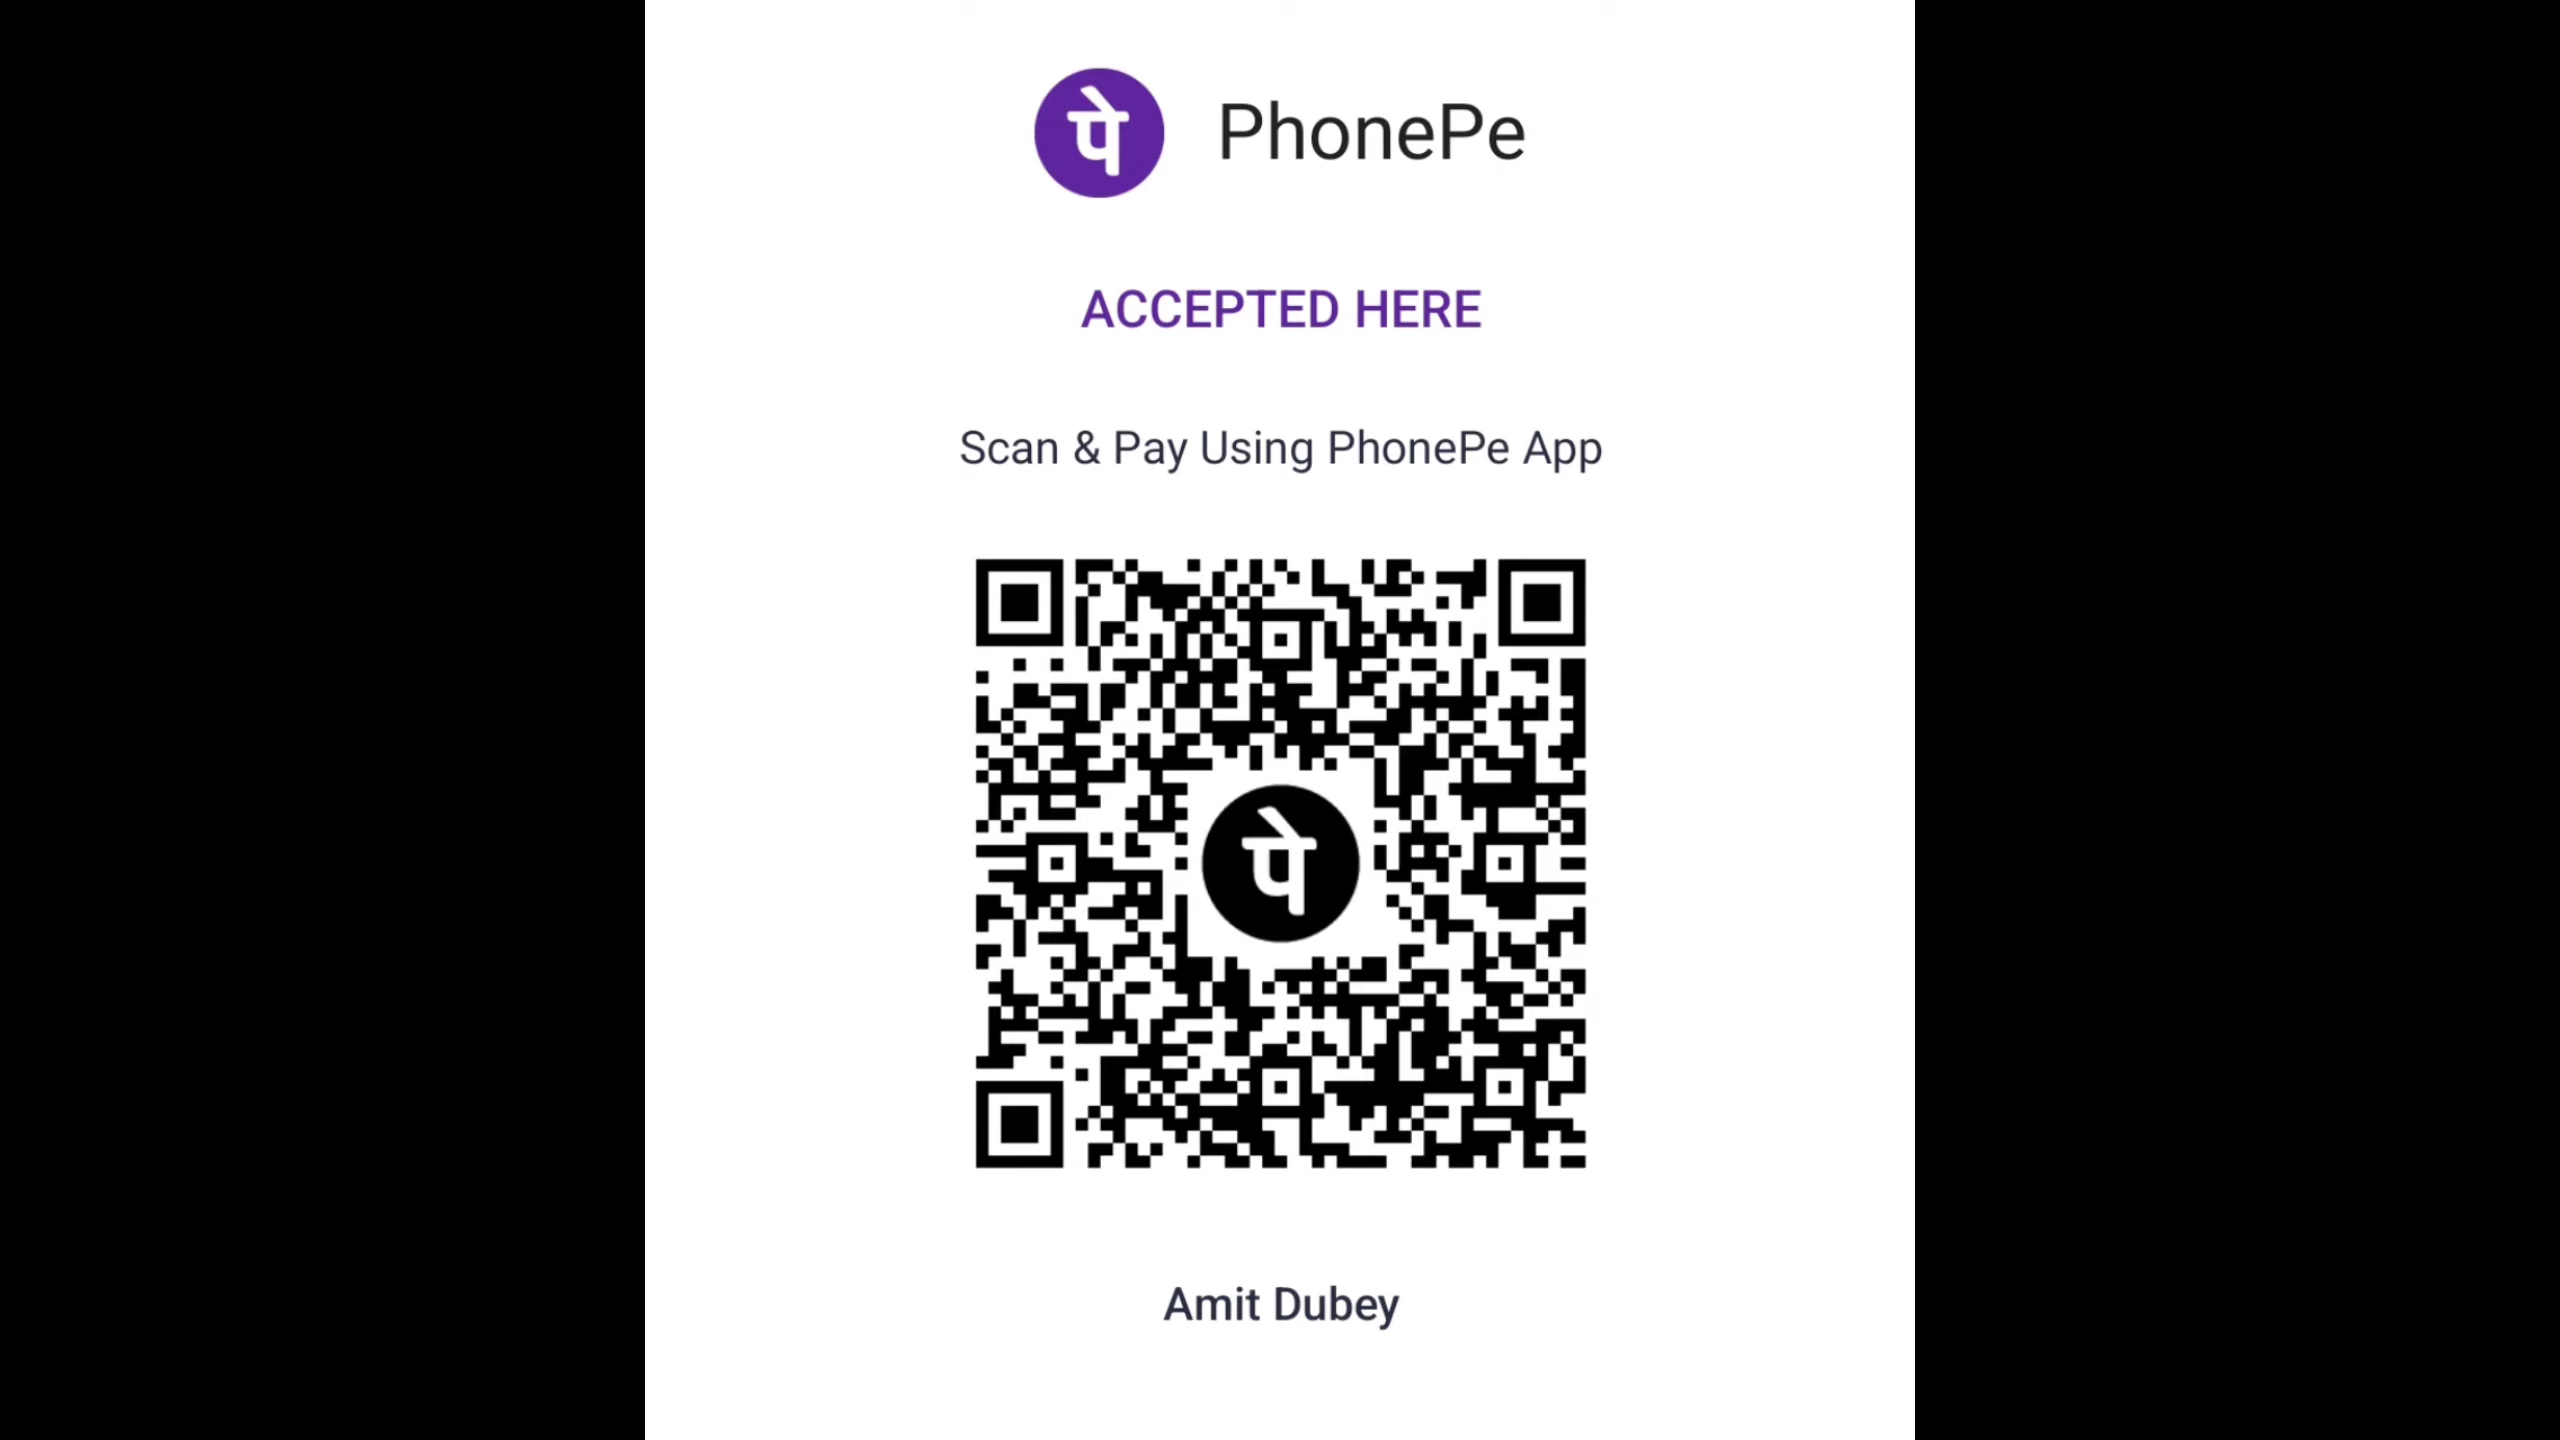 पे PhonePe
ACCEPTED HERE
Scan & Pay Using PhonePe App
पे
Amit Dubey